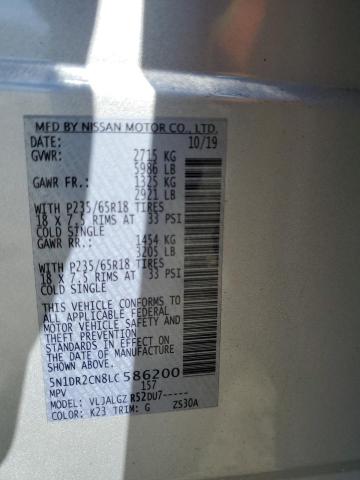 MFD BY NISSAN MOTOR CO., LTD.
DATE: 10/19
GVWR: 2715 KG
5986 LB
GAWR FR.: 1325 KG
2921 LB
WITH P235/65R18 TIRES
18 X 7.5 RIMS AT 33 PSI
COLD SINGLE
GAWR RR.: 1454 KG
3205 LB
WITH P235/65R18 TIRES
18 X 7.5 RIMS AT 33 PSI
COLD SINGLE
THIS VEHICLE CONFORMS TO
ALL APPLICABLE FEDERAL
MOTOR VEHICLE SAFETY
AND THEFT PREVENTION
STANDARDS IN EFFECT
ON THE DATE OF
MANUFACTURE SHOWN ABOVE.
5N1DR2CN8LC586200
MPV 157
MODEL: VLJALGZ R52DU7-----
COLOR: K23 TRIM: G ZS30A